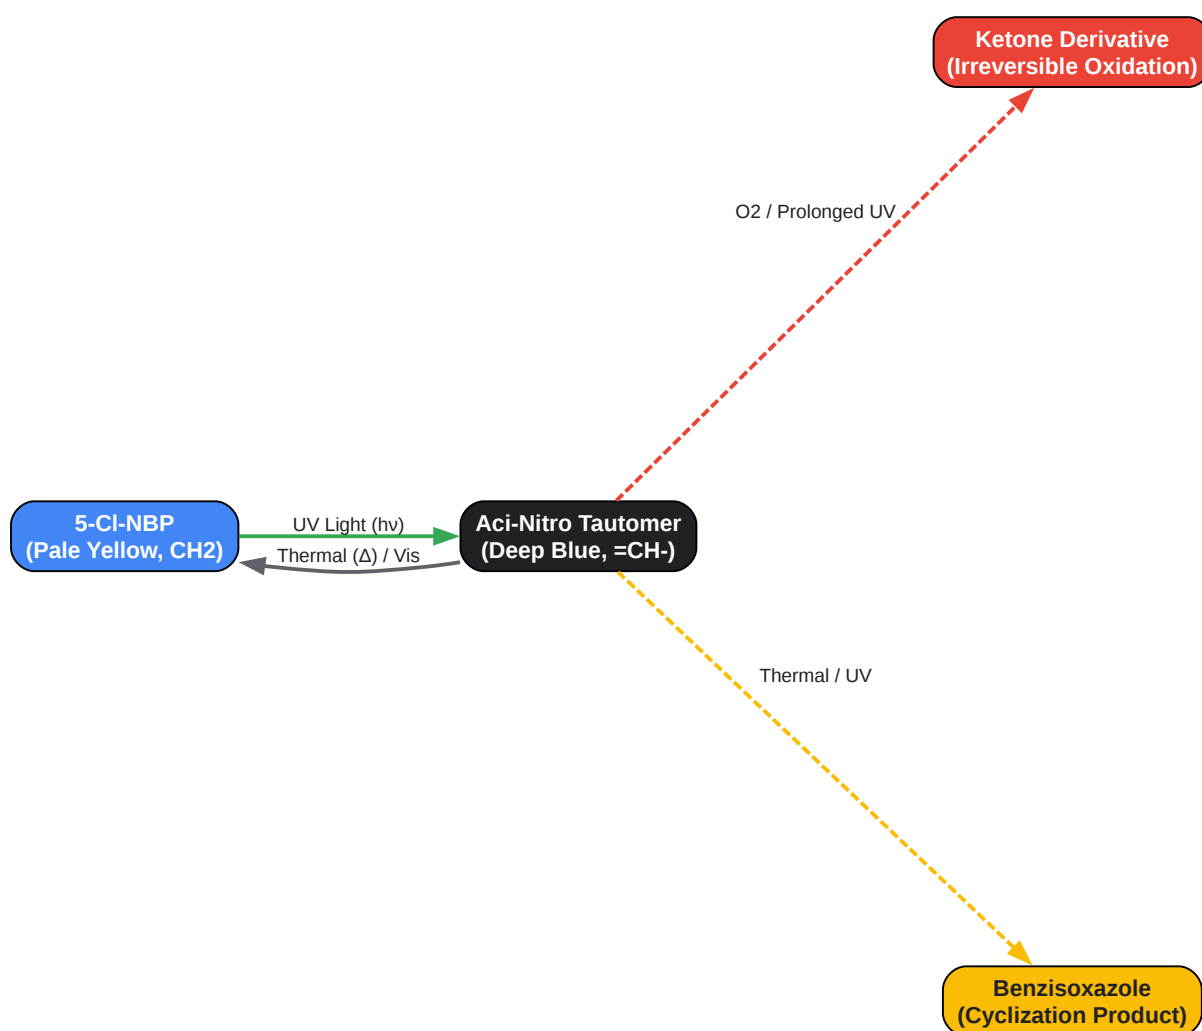 Ketone Derivative
(Irreversible Oxidation)
O2 / Prolonged UV
5-Cl-NBP
(Pale Yellow, CH2)
UV Light (hν)
Thermal (Δ) / Vis
Aci-Nitro Tautomer
(Deep Blue, =CH-)
Thermal / UV
Benzisoxazole
(Cyclization Product)